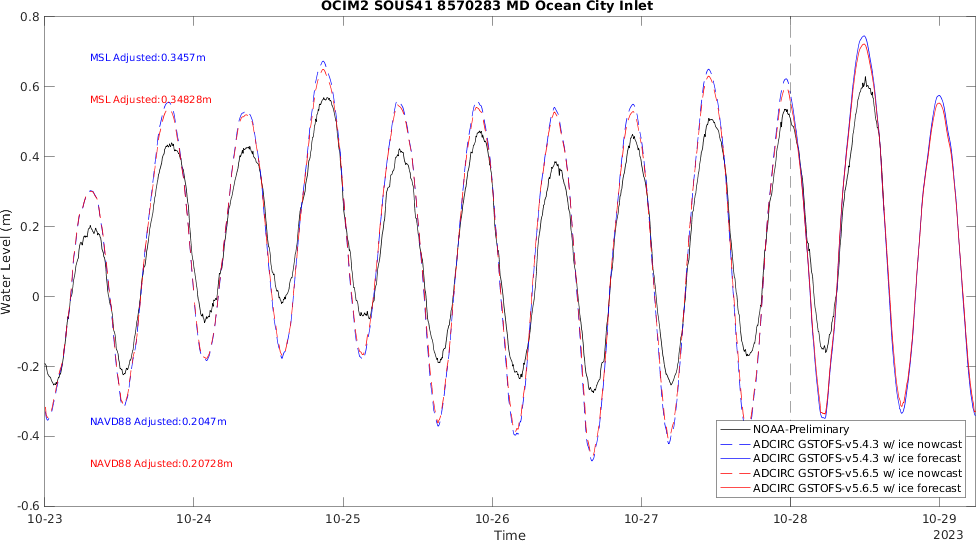 OCIM2 SOUS41 8570283 MD Ocean City Inlet
0.8
MSL Adjusted:0.3457m
0.6
MSL Adjusted:0.34828m
0.4
0.2
Water Level (m)
0
-0.2
NAVD88 Adjusted:0.2047m
-0.4
NAVD88 Adjusted:0.20728m
-0.6
NOAA-Preliminary
ADCIRC GSTOFS-v5.4.3 w/ ice nowcast
ADCIRC GSTOFS-v5.4.3 w/ ice forecast
ADCIRC GSTOFS-v5.6.5 w/ ice nowcast
ADCIRC GSTOFS-v5.6.5 w/ ice forecast
10-23 10-24 10-25 10-26 10-27 10-28 10-29
Time
2023